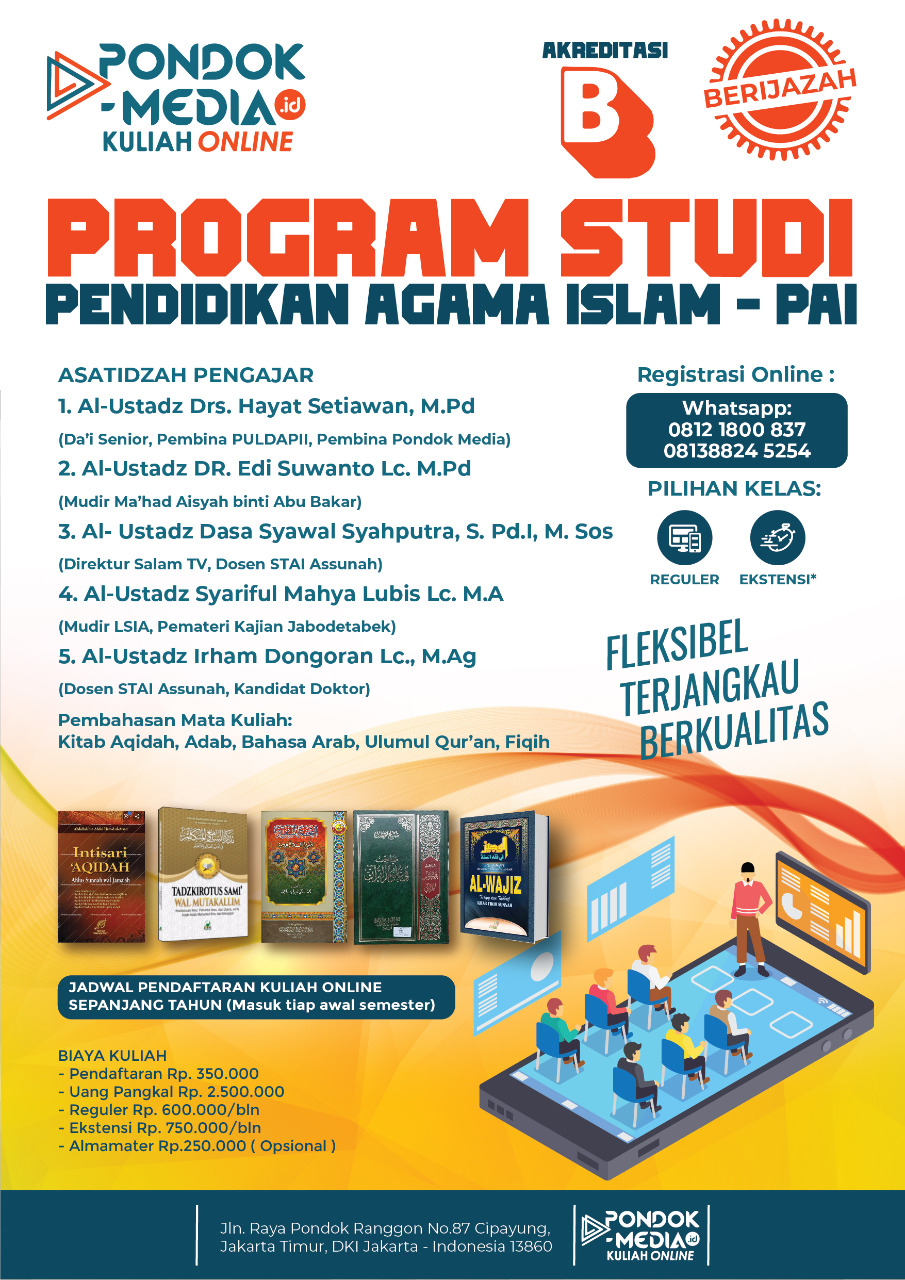 PONDOK
-MEDIA.id
KULIAH ONLINE
AKREDITASI
B
BERIJAZAH
PROGRAM STUDI
PENDIDIKAN AGAMA ISLAM - PAI
ASATIDZAH PENGAJAR
1. Al-Ustadz Drs. Hayat Setiawan, M.Pd
(Da'i Senior, Pembina PULDAPII, Pembina Pondok Media)
2. Al-Ustadz DR. Edi Suwanto Lc. M.Pd
(Mudir Ma'had Aisyah binti Abu Bakar)
3. Al- Ustadz Dasa Syawal Syahputra, S. Pd.I, M. Sos
(Direktur Salam TV, Dosen STAI Assunah)
4. Al-Ustadz Syariful Mahya Lubis Lc. M.A
(Mudir LSIA, Pemateri Kajian Jabodetabek)
5. Al-Ustadz Irham Dongoran Lc., M.Ag
(Dosen STAI Assunah, Kandidat Doktor)
Pembahasan Mata Kuliah:
Kitab Aqidah, Adab, Bahasa Arab, Ulumul Qur'an, Fiqih
Registrasi Online :
Whatsapp:
0812 1800 837
08138824 5254
PILIHAN KELAS:
REGULER EKSTENSI*
FLEKSIBEL
TERJANGKAU
BERKUALITAS
Intisari
'AQIDAH
Ahlus Sunnah wal Jama'ah
TADZKIROTUS SAMI'
WAL MUTAKALLIM
الوجيز
AL-WAJIZ
JADWAL PENDAFTARAN KULIAH ONLINE
SEPANJANG TAHUN (Masuk tiap awal semester)
BIAYA KULIAH
- Pendaftaran Rp. 350.000
- Uang Pangkal Rp. 2.500.000
- Reguler Rp. 600.000/bln
- Ekstensi Rp. 750.000/bln
- Almamater Rp.250.000 ( Opsional )
Jln. Raya Pondok Ranggon No.87 Cipayung,
Jakarta Timur, DKI Jakarta - Indonesia 13860
PONDOK
-MEDIA.id
KULIAH ONLINE